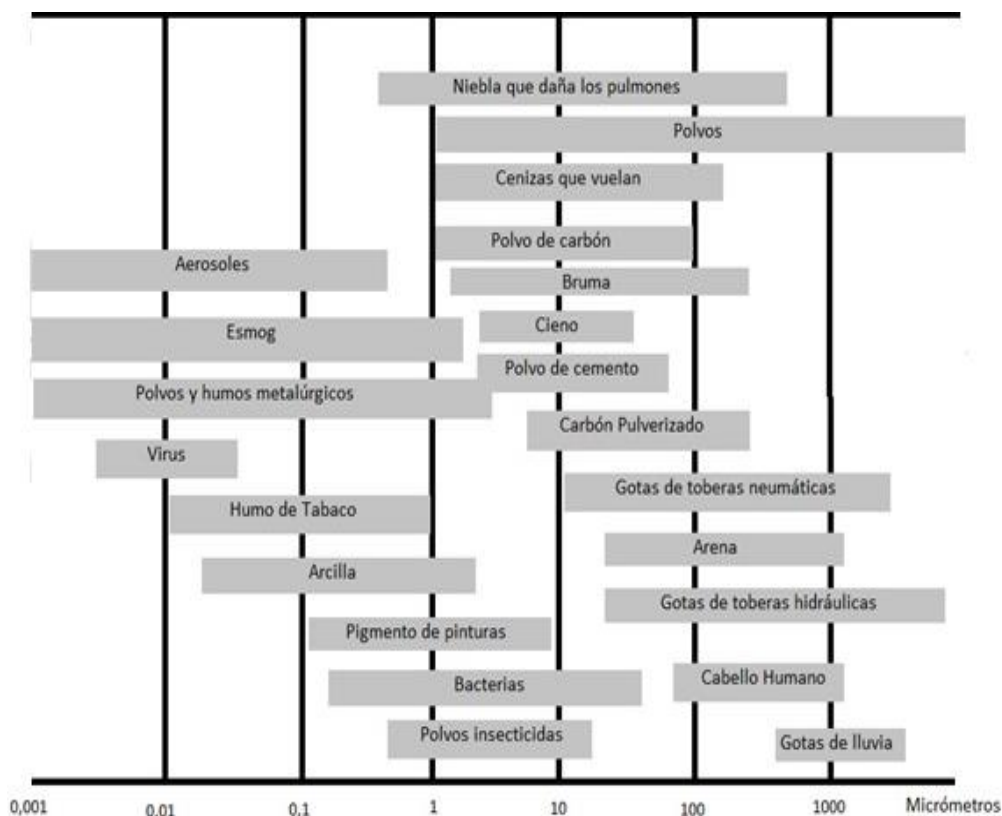 Niebla que daña los pulmones
Polvos
Cenizas que vuelan
Polvo de carbón
Aerosoles
Bruma
Esmog
Cieno
Polvo de cemento
Polvos y humos metalúrgicos
Carbón Pulverizado
Virus
Gotas de toberas neumáticas
Humo de Tabaco
Arena
Arcilla
Gotas de toberas hidráulicas
Pigmento de pinturas
Cabello Humano
Bacterias
Polvos insecticidas
Gotas de lluvia
0,001 0.01 0.1 1 10 100 1000 Micrómetros